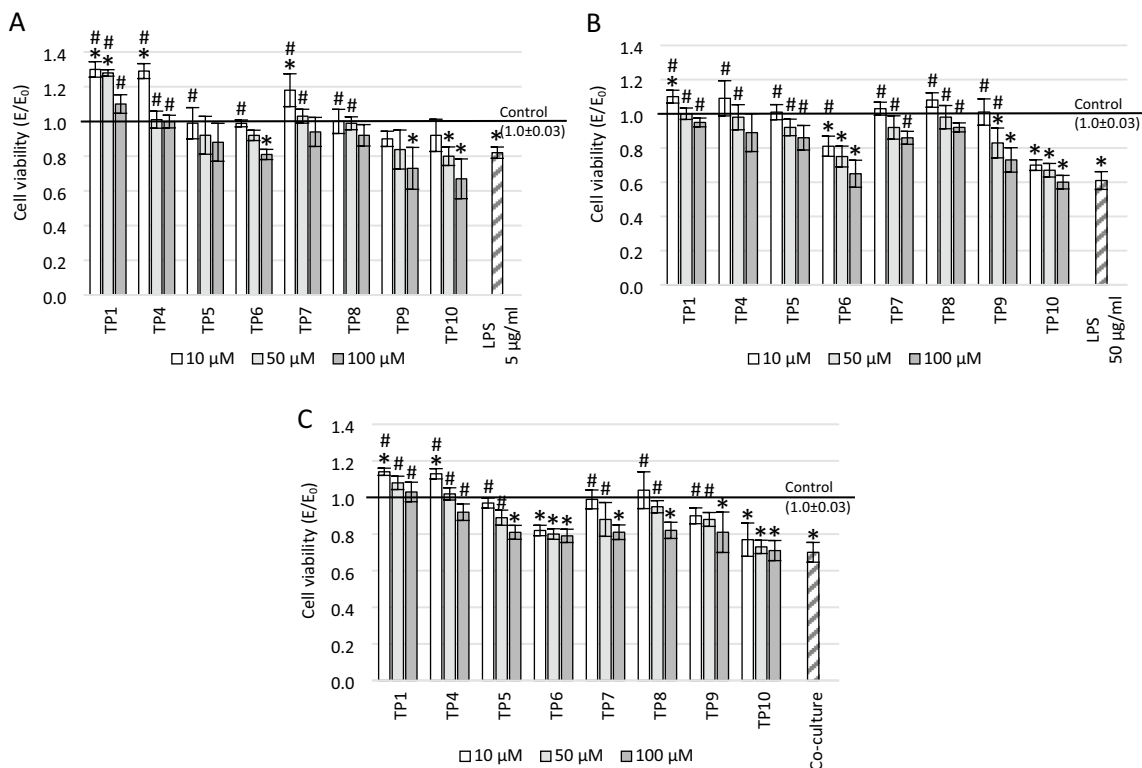 A
Cell viability (E/E₀)
1.4
1.2
1.0
0.8
0.6
0.4
0.2
0.0
# # # #
* * # * # # # # * # # # # * * * * *
Control
(1.0±0.03)
TP1 TP4 TP5 TP6 TP7 TP8 TP9 TP10 LPS 5 µg/ml
10 µM 50 µM 100 µM
B
Cell viability (E/E₀)
1.4
1.2
1.0
0.8
0.6
0.4
0.2
0.0
# # # # # # # # # # # # # # # # #
* * * * * * * * * *
Control
(1.0±0.03)
TP1 TP4 TP5 TP6 TP7 TP8 TP9 TP10 LPS 50 µg/ml
10 µM 50 µM 100 µM
C
Cell viability (E/E₀)
1.4
1.2
1.0
0.8
0.6
0.4
0.2
0.0
# #
* # # * # # # # * * * * # # * # # * # # * * * * *
Control
(1.0±0.03)
TP1 TP4 TP5 TP6 TP7 TP8 TP9 TP10 Co-culture
10 µM 50 µM 100 µM